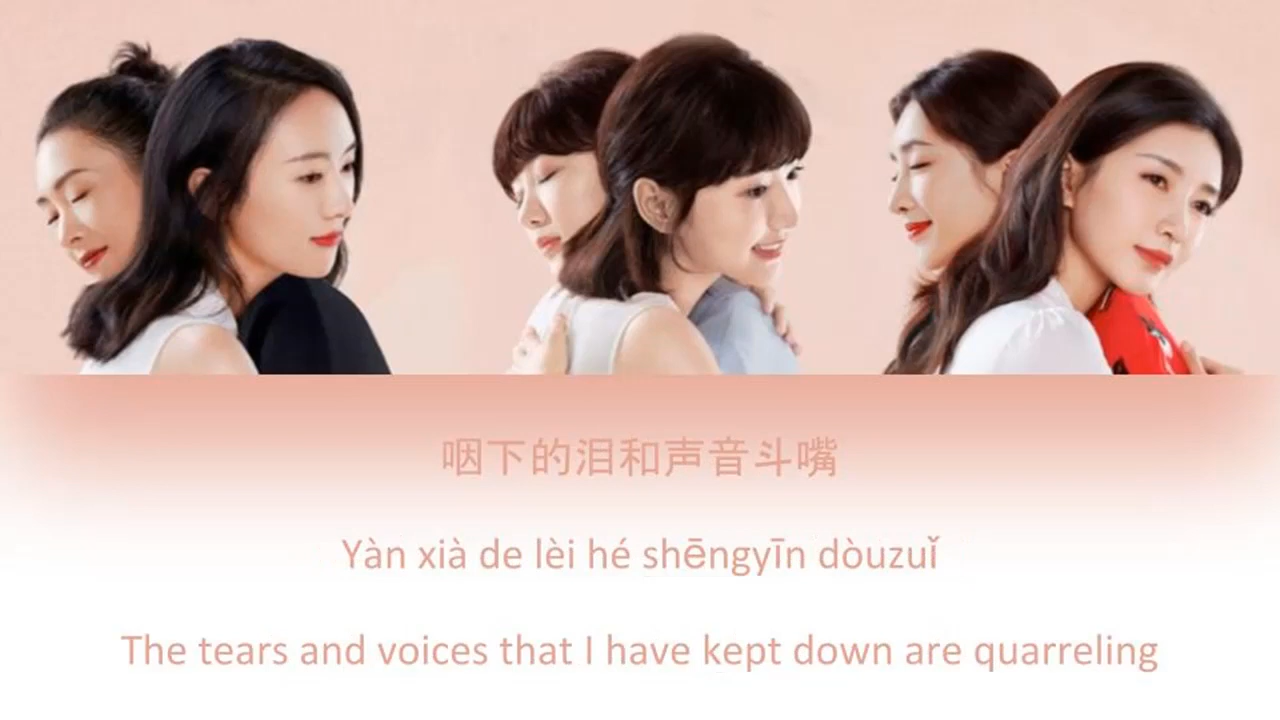 咽下的泪和声音斗嘴
Yàn xià de lèi hé shēngyīn dòuzuǐ
The tears and voices that I have kept down are quarreling